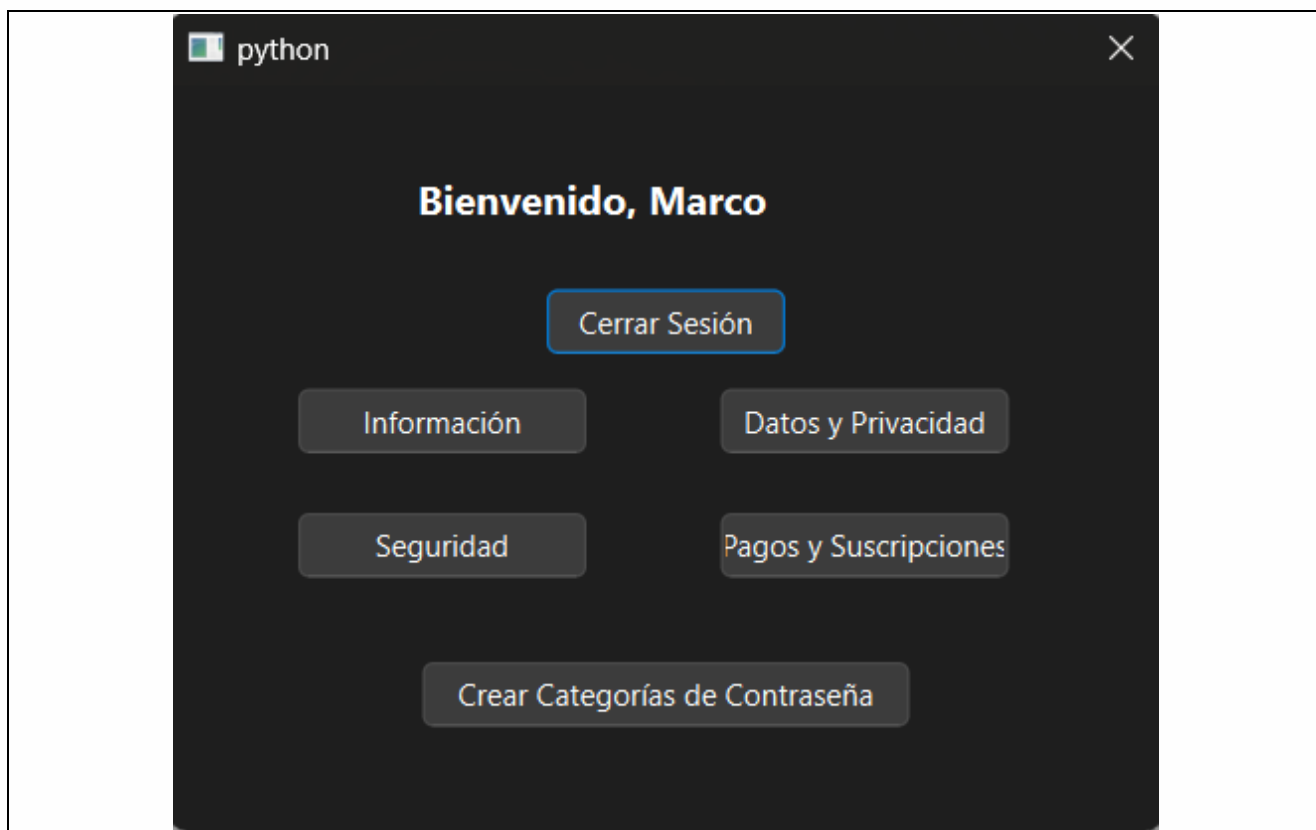 python
Bienvenido, Marco
Cerrar Sesión
Información
Datos y Privacidad
Seguridad
Pagos y Suscripciones
Crear Categorías de Contraseña